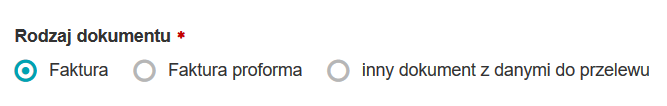 Rodzaj dokumentu *
Faktura Faktura proforma inny dokument z danymi do przelewu